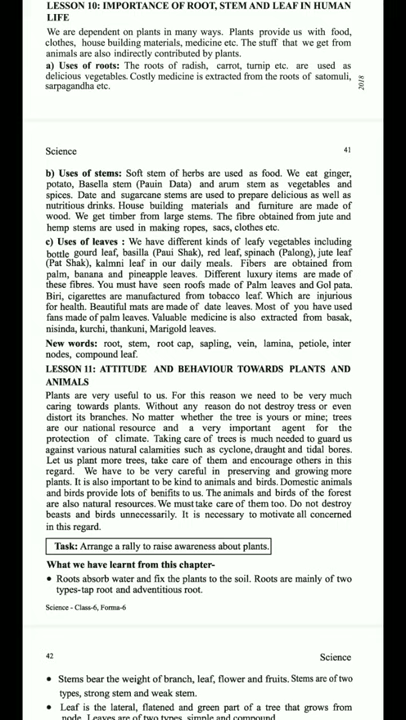 LESSON 10: IMPORTANCE OF ROOT, STEM AND LEAF IN HUMAN
LIFE
We are dependent on plants in many ways. Plants provide us with food,
clothes, house building materials, medicine etc. The stuff that we get from
animals are also indirectly contributed by plants.
a) Uses of roots: The roots of radish, carrot, turnip etc. are used as
delicious vegetables. Costly medicine is extracted from the roots of satomuli,
sarpagandha etc.
2018
Science
41
b) Uses of stems: Soft stem of herbs are used as food. We eat ginger,
potato, Basella stem (Pauin Data) and arum stem as vegetables and
spices. Date and sugarcane stems are used to prepare delicious as well as
nutritious drinks. House building materials and furniture are made of
wood. We get timber from large stems. The fibre obtained from jute and
hemp stems are used in making ropes, sacs, clothes etc.
c) Uses of leaves : We have different kinds of leafy vegetables including
bottle gourd leaf, basilla (Paui Shak), red leaf, spinach (Palong), jute leaf
(Pat Shak), kalmni leaf in our daily meals. Fibers are obtained from
palm, banana and pineapple leaves. Different luxury items are made of
these fibres. You must have seen roofs made of Palm leaves and Gol pata.
Biri, cigarettes are manufactured from tobacco leaf. Which are injurious
for health. Beautiful mats are made of date leaves. Most of you have used
fans made of palm leaves. Valuable medicine is also extracted from basak,
nisinda, kurchi, thankuni, Marigold leaves.
New words: root, stem, root cap, sapling, vein, lamina, petiole, inter
nodes, compound leaf.
LESSON 11: ATTITUDE AND BEHAVIOUR TOWARDS PLANTS AND
ANIMALS
Plants are very useful to us. For this reason we need to be very much
caring towards plants. Without any reason do not destroy tress or even
distort its branches. No matter whether the tree is yours or mine; trees
are our national resource and a very important agent for the
protection of climate. Taking care of trees is much needed to guard us
against various natural calamities such as cyclone, draught and tidal bores.
Let us plant more trees, take care of them and encourage others in this
regard. We have to be very careful in preserving and growing more
plants. It is also important to be kind to animals and birds. Domestic animals
and birds provide lots of benifits to us. The animals and birds of the forest
are also natural resources. We must take care of them too. Do not destroy
beasts and birds unnecessarily. It is necessary to motivate all concerned
in this regard.
Task: Arrange a rally to raise awareness about plants.
What we have learnt from this chapter-
• Roots absorb water and fix the plants to the soil. Roots are mainly of two
types-tap root and adventitious root.
Science - Class-6, Forma-6
42
Science
• Stems bear the weight of branch, leaf, flower and fruits. Stems are of two
types, strong stem and weak stem.
• Leaf is the lateral, flatened and green part of a tree that grows from
node. Leaves are of two types, simple and compound.